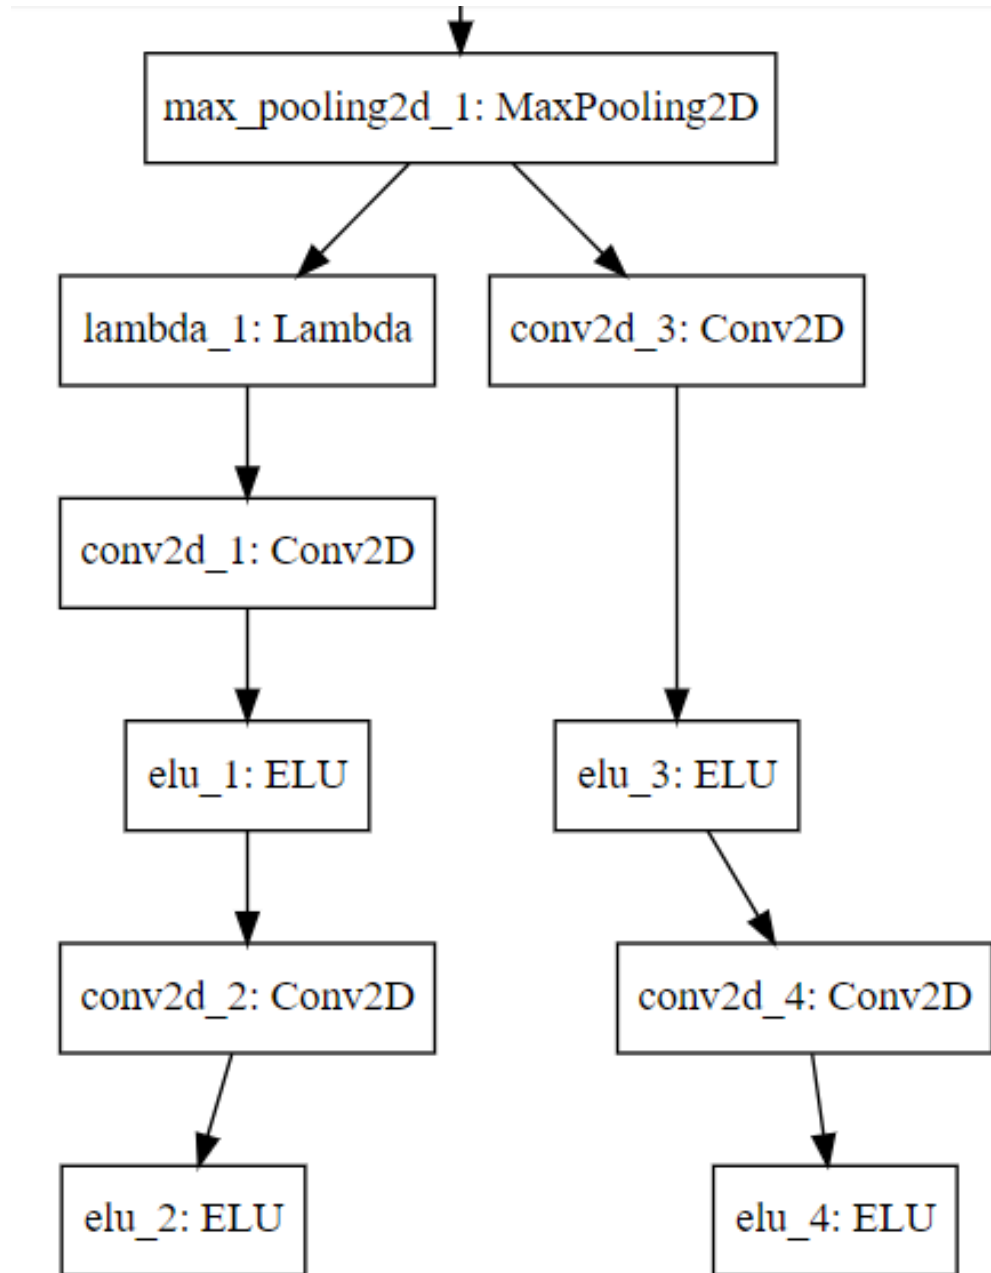 max_pooling2d_1: MaxPooling2D
lambda_1: Lambda
conv2d_3: Conv2D
conv2d_1: Conv2D
elu_1: ELU
elu_3: ELU
conv2d_2: Conv2D
conv2d_4: Conv2D
elu_2: ELU
elu_4: ELU